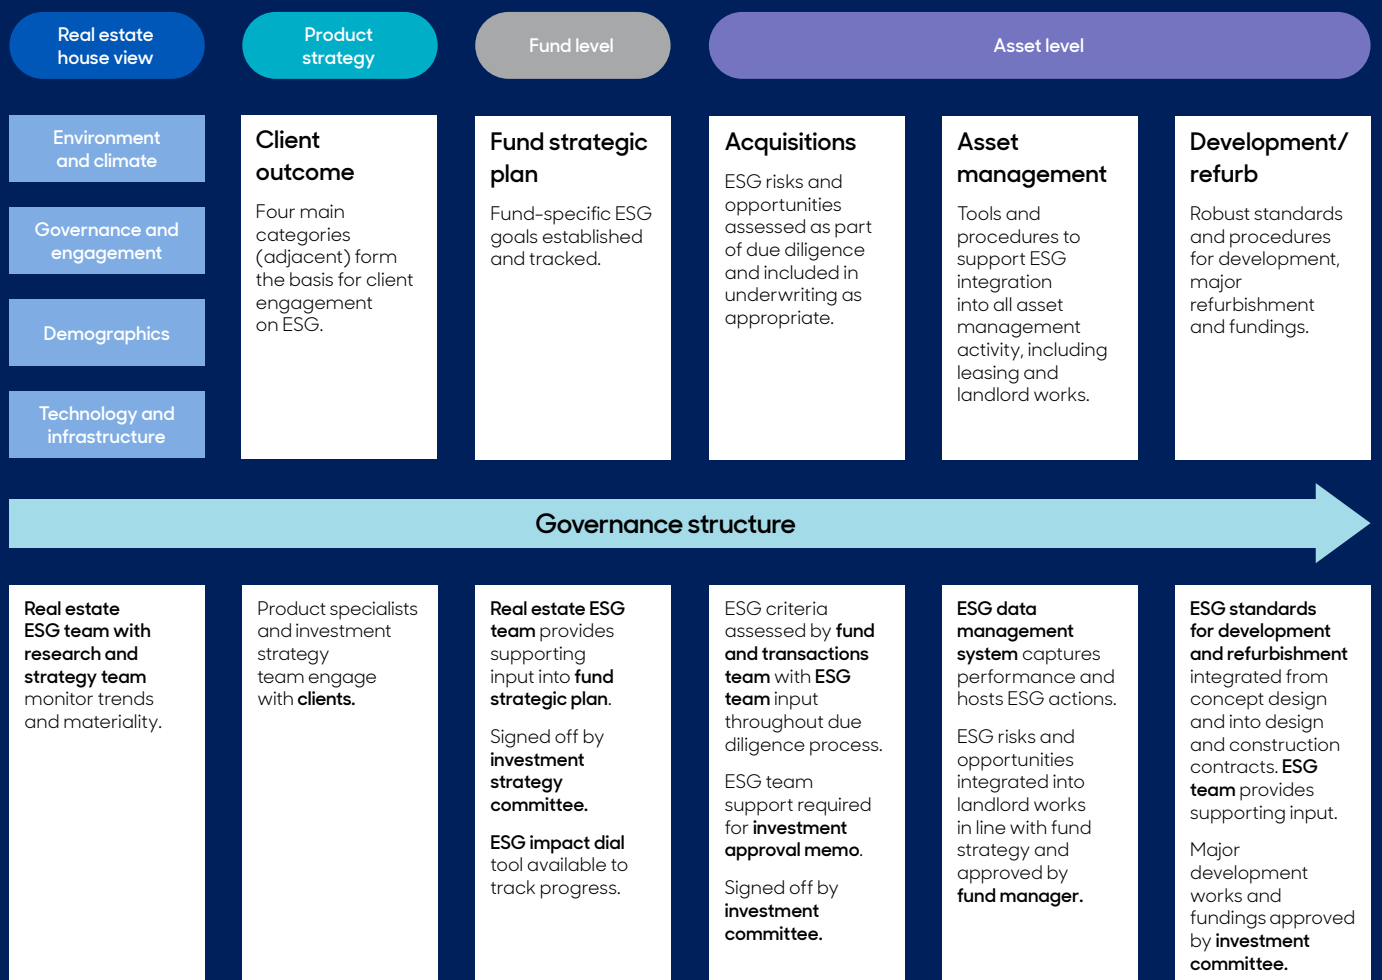 Real estate
house view
Product
strategy
Fund level
Asset level
Environment
and climate
Governance and
engagement
Demographics
Technology and
infrastructure
Client
outcome
Four main
categories
(adjacent) form
the basis for client
engagement
on ESG.
Fund strategic
plan
Fund-specific ESG
goals established
and tracked.
Acquisitions
ESG risks and
opportunities
assessed as part
of due diligence
and included in
underwriting as
appropriate.
Asset
management
Tools and
procedures to
support ESG
integration
into all asset
management
activity, including
leasing and
landlord works.
Development/
refurb
Robust standards
and procedures
for development,
major
refurbishment
and fundings.
Governance structure
Real estate
ESG team with
research and
strategy team
monitor trends
and materiality.
Product specialists
and investment
strategy
team engage
with clients.
Real estate ESG
team provides
supporting
input into fund
strategic plan.
Signed off by
investment
strategy
committee.
ESG impact dial
tool available to
track progress.
ESG criteria
assessed by fund
and transactions
team with ESG
team input
throughout due
diligence process.
ESG team
support required
for investment
approval memo.
Signed off by
investment
committee.
ESG data
management
system captures
performance and
hosts ESG actions.
ESG risks and
opportunities
integrated into
landlord works
in line with fund
strategy and
approved by
fund manager.
ESG standards
for development
and refurbishment
integrated from
concept design
and into design
and construction
contracts. ESG
team provides
supporting input.
Major
development
works and
fundings approved
by investment
committee.